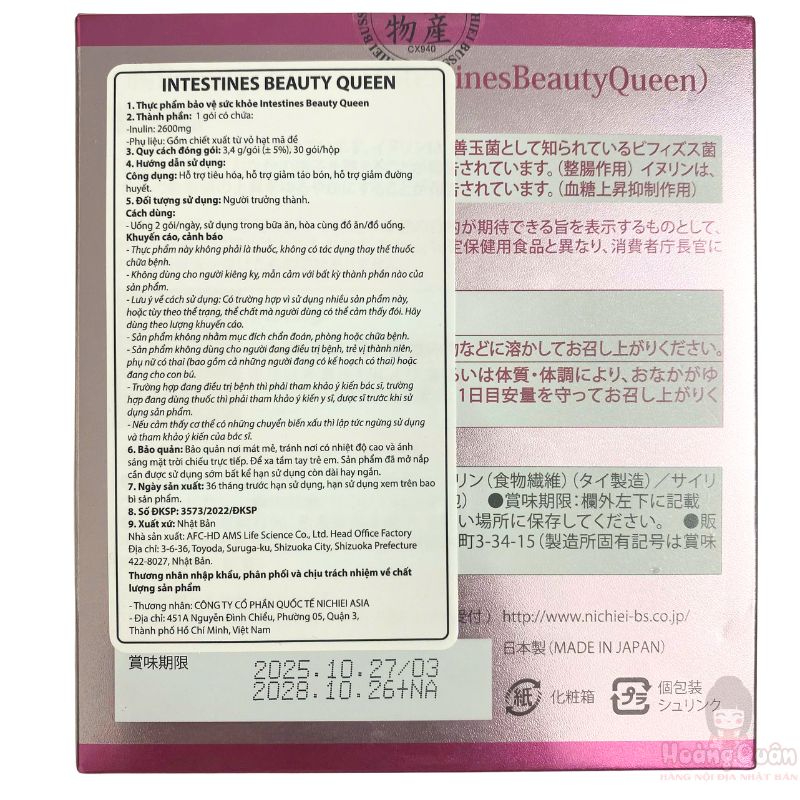 物産
CX940
INTESTINES BEAUTY QUEEN
1. Thực phẩm bảo vệ sức khỏe Intestines Beauty Queen
2. Thành phần: 1 gói có chứa:
-Inulin: 2600mg
-Phụ liệu: Gồm chiết xuất từ vỏ hạt mã đề
3. Quy cách đóng gói: 3,4 g/gói (± 5%), 30 gói/hộp
4. Hướng dẫn sử dụng:
Công dụng: Hỗ trợ tiêu hóa, hỗ trợ giảm táo bón, hỗ trợ giảm đường
huyết.
5. Đối tượng sử dụng: Người trưởng thành.
Cách dùng:
- Uống 2 gói/ngày, sử dụng trong bữa ăn, hòa cùng đồ ăn/đồ uống.
Khuyến cáo, cảnh báo
- Thực phẩm này không phải là thuốc, không có tác dụng thay thế thuốc
chữa bệnh.
- Không dùng cho người kiêng kỵ, mẫn cảm với bất kỳ thành phần nào của
sản phẩm.
- Lưu ý về cách sử dụng: Có trường hợp vì sử dụng nhiều sản phẩm này,
hoặc tùy theo thể trạng, thể chất mà người dùng có thể cảm thấy đói. Hãy
dùng theo lượng khuyến cáo.
- Sản phẩm không nhằm mục đích chẩn đoán, phòng hoặc chữa bệnh.
- Sản phẩm không dùng cho người đang điều trị bệnh, trẻ vị thành niên,
phụ nữ có thai (bao gồm cả những người đang có kế hoạch có thai) hoặc
đang cho con bú.
- Trường hợp đang điều trị bệnh thì phải tham khảo ý kiến bác sĩ, trường
hợp đang dùng thuốc thì phải tham khảo ý kiến y sĩ, dược sĩ trước khi sử
dụng sản phẩm.
- Nếu cảm thấy cơ thể có những chuyển biến xấu thì lập tức ngừng sử dụng
và tham khảo ý kiến của bác sĩ.
6. Bảo quản: Bảo quản nơi mát mẻ, tránh nơi có nhiệt độ cao và ánh
sáng mặt trời chiếu trực tiếp. Để xa tầm tay trẻ em. Sản phẩm đã mở nắp
cần được sử dụng sớm bất kể hạn sử dụng còn dài hay ngắn.
7. Ngày sản xuất: 36 tháng trước hạn sử dụng, hạn sử dụng xem trên bao
bì sản phẩm.
8. Số ĐKSP: 3573/2022/ĐKSP
9. Xuất xứ: Nhật Bản
Nhà sản xuất: AFC-HD AMS Life Science Co., Ltd. Head Office Factory
Địa chỉ: 3-6-36, Toyoda, Suruga-ku, Shizuoka City, Shizuoka Prefecture
422-8027, Nhật Bản.
Thương nhân nhập khẩu, phân phối và chịu trách nhiệm về chất
lượng sản phẩm
- Thương nhân: CÔNG TY CỔ PHẦN QUỐC TẾ NICHIEI ASIA
- Địa chỉ: 451A Nguyễn Đình Chiểu, Phường 05, Quận 3,
Thành phố Hồ Chí Minh, Việt Nam
tinesBeautyQueen)
善玉菌として知られているビフィズス菌
告されています。(整腸作用) イヌリンは、
告されています。(血糖上昇抑制作用)
的が期待できる旨を表示するものとして、
定保健用食品と異なり、消費者庁長官に
物などに溶かしてお召し上がりください。
るいは体質・体調により、おなかがゆ
1日目安量を守ってお召し上がりく
リン(食物繊維)(タイ製造)/サイリ
●賞味期限:欄外左下に記載
い場所に保存してください。 ●販
町3-34-15(製造所固有記号は賞味
受付) http://www.nichiei-bs.co.jp/
日本製(MADE IN JAPAN)
賞味期限
2025.10.27/03
2028.10.26+NA
紙 化粧箱
プラ 個包装
シュリンク
HoàngQuân
HÀNG NỘI ĐỊA NHẬT BẢN